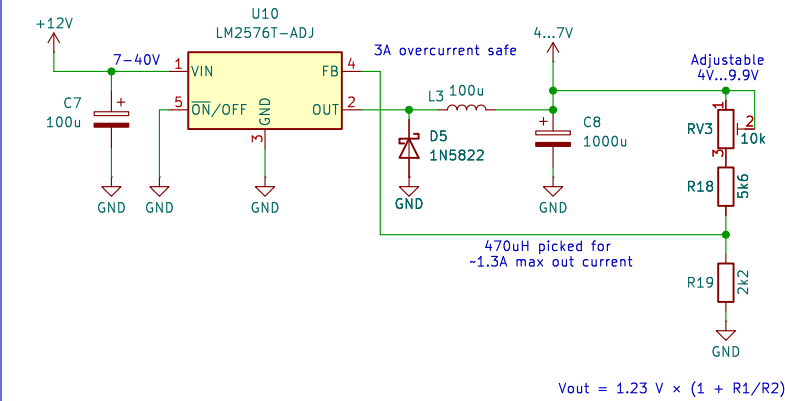 U10
LM2576T-ADJ
+12V
7-40V
1
VIN
FB
4
3A overcurrent safe
4...7V
Adjustable
4V...9.9V
C7
100u
+
5
ON/OFF
GND
OUT
2
3
L3
100u
D5
1N5822
+
C8
1000u
RV3
1
2
3
10k
R18
5k6
GND
GND
GND
GND
GND
470uH picked for
~1.3A max out current
R19
2k2
GND
Vout = 1.23 V × (1 + R1/R2)